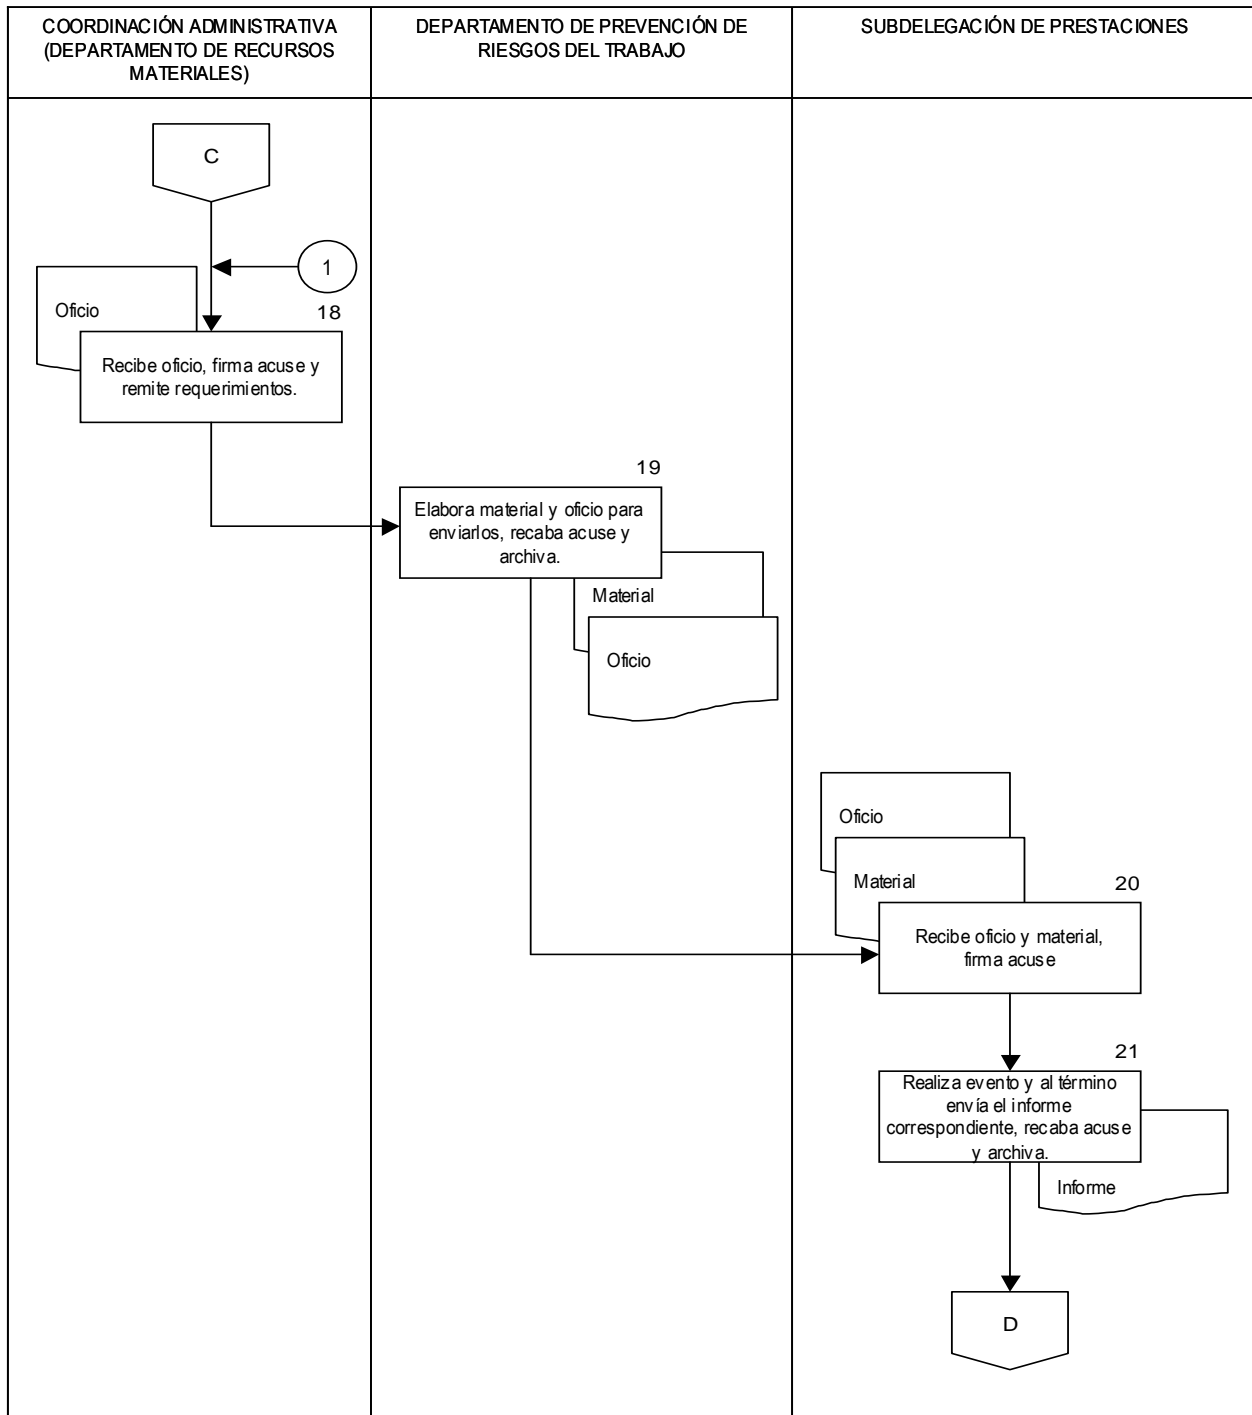 COORDINACIÓN ADMINISTRATIVA
(DEPARTAMENTO DE RECURSOS
MATERIALES)
DEPARTAMENTO DE PREVENCIÓN DE
RIESGOS DEL TRABAJO
SUBDELEGACIÓN DE PRESTACIONES
C
1
18
Oficio
Recibe oficio, firma acuse y
remite requerimientos.
19
Elabora material y oficio para
enviarlos, recaba acuse y
archiva.
Material
Oficio
Oficio
Material
20
Recibe oficio y material,
firma acuse
21
Realiza evento y al término
envía el informe
correspondiente, recaba acuse
y archiva.
Informe
D